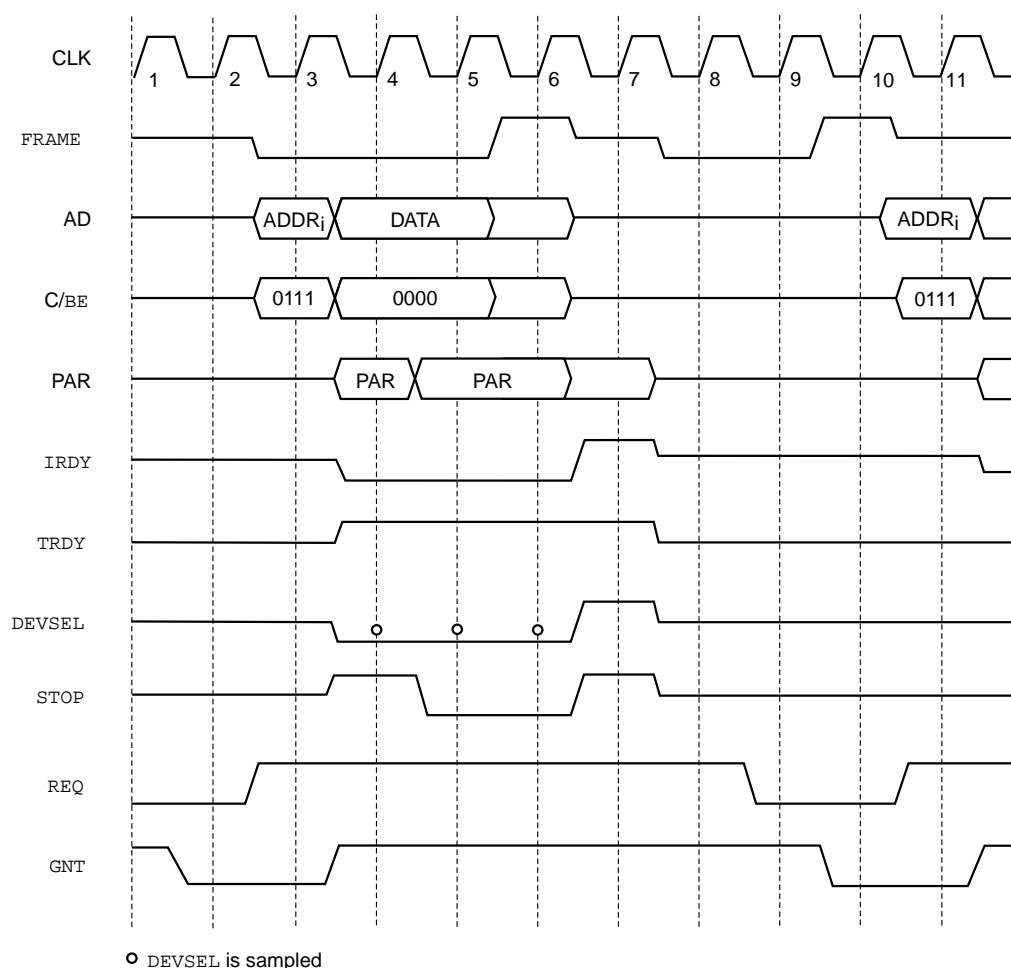 CLK
1 2 3 4 5 6 7 8 9 10 11
FRAME
AD ADDRi DATA ADDRi
C/BE 0111 0000 0111
PAR PAR PAR
IRDY
TRDY
DEVSEL
STOP
REQ
GNT
DEVSEL is sampled